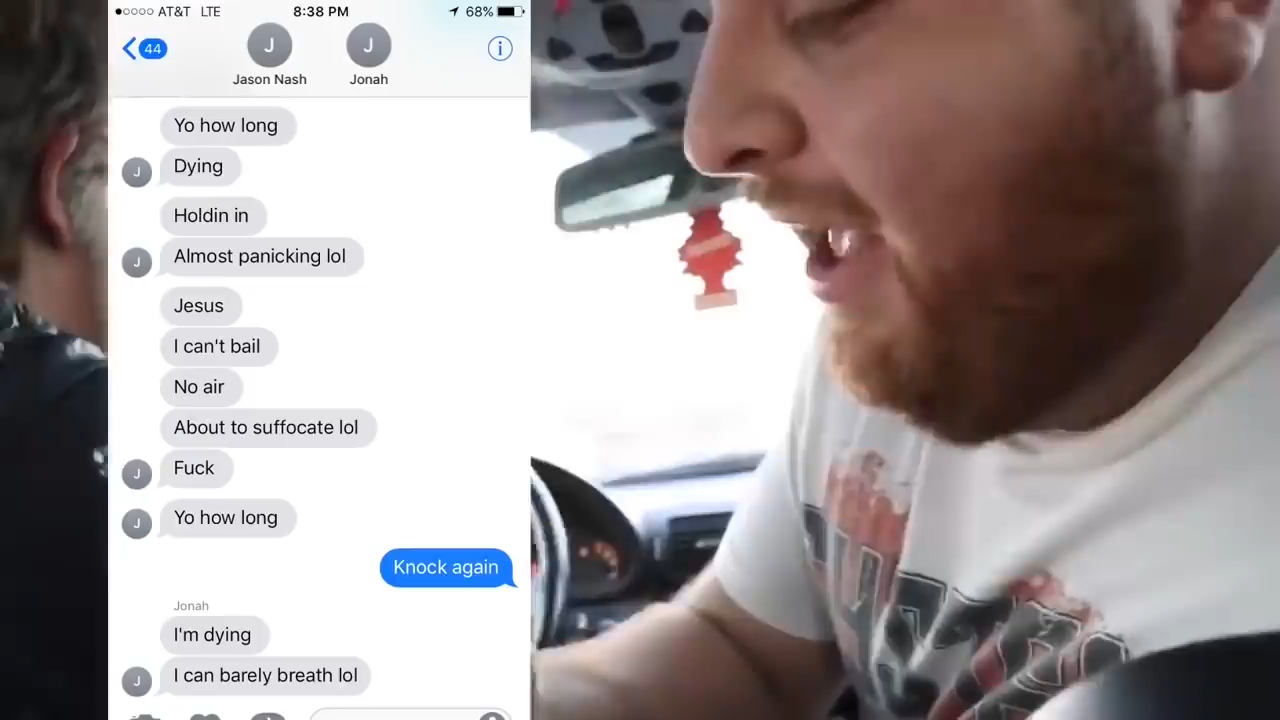 AT&T LTE 8:38 PM 68%
44
J J
Jason Nash Jonah
Yo how long
Dying
J
Holdin in
Almost panicking lol
J
Jesus
I can't bail
No air
About to suffocate lol
Fuck
J
Yo how long
J
Knock again
Jonah
I'm dying
I can barely breath lol
J